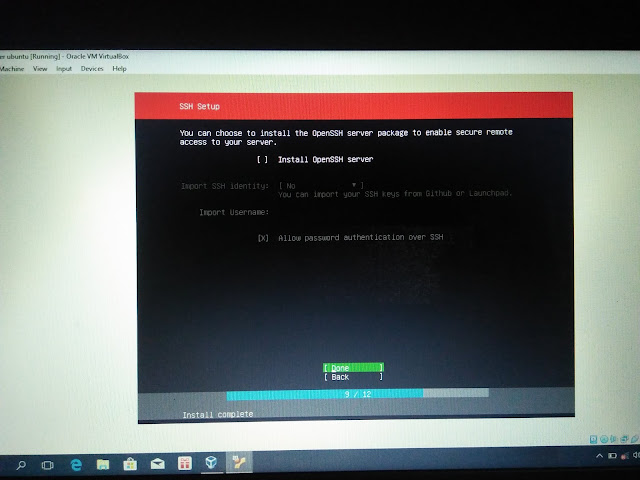 er ubuntu [Running] - Oracle VM VirtualBox
Machine View Input Devices Help
SSH Setup
You can choose to install the OpenSSH server package to enable secure remote
access to your server.
[ ] Install OpenSSH server
Import SSH identity: [ No ▾ ]
You can import your SSH keys from Github or Launchpad.
Import Username:
[X] Allow password authentication over SSH
[ Done ]
[ Back ]
9 / 12
Install complete